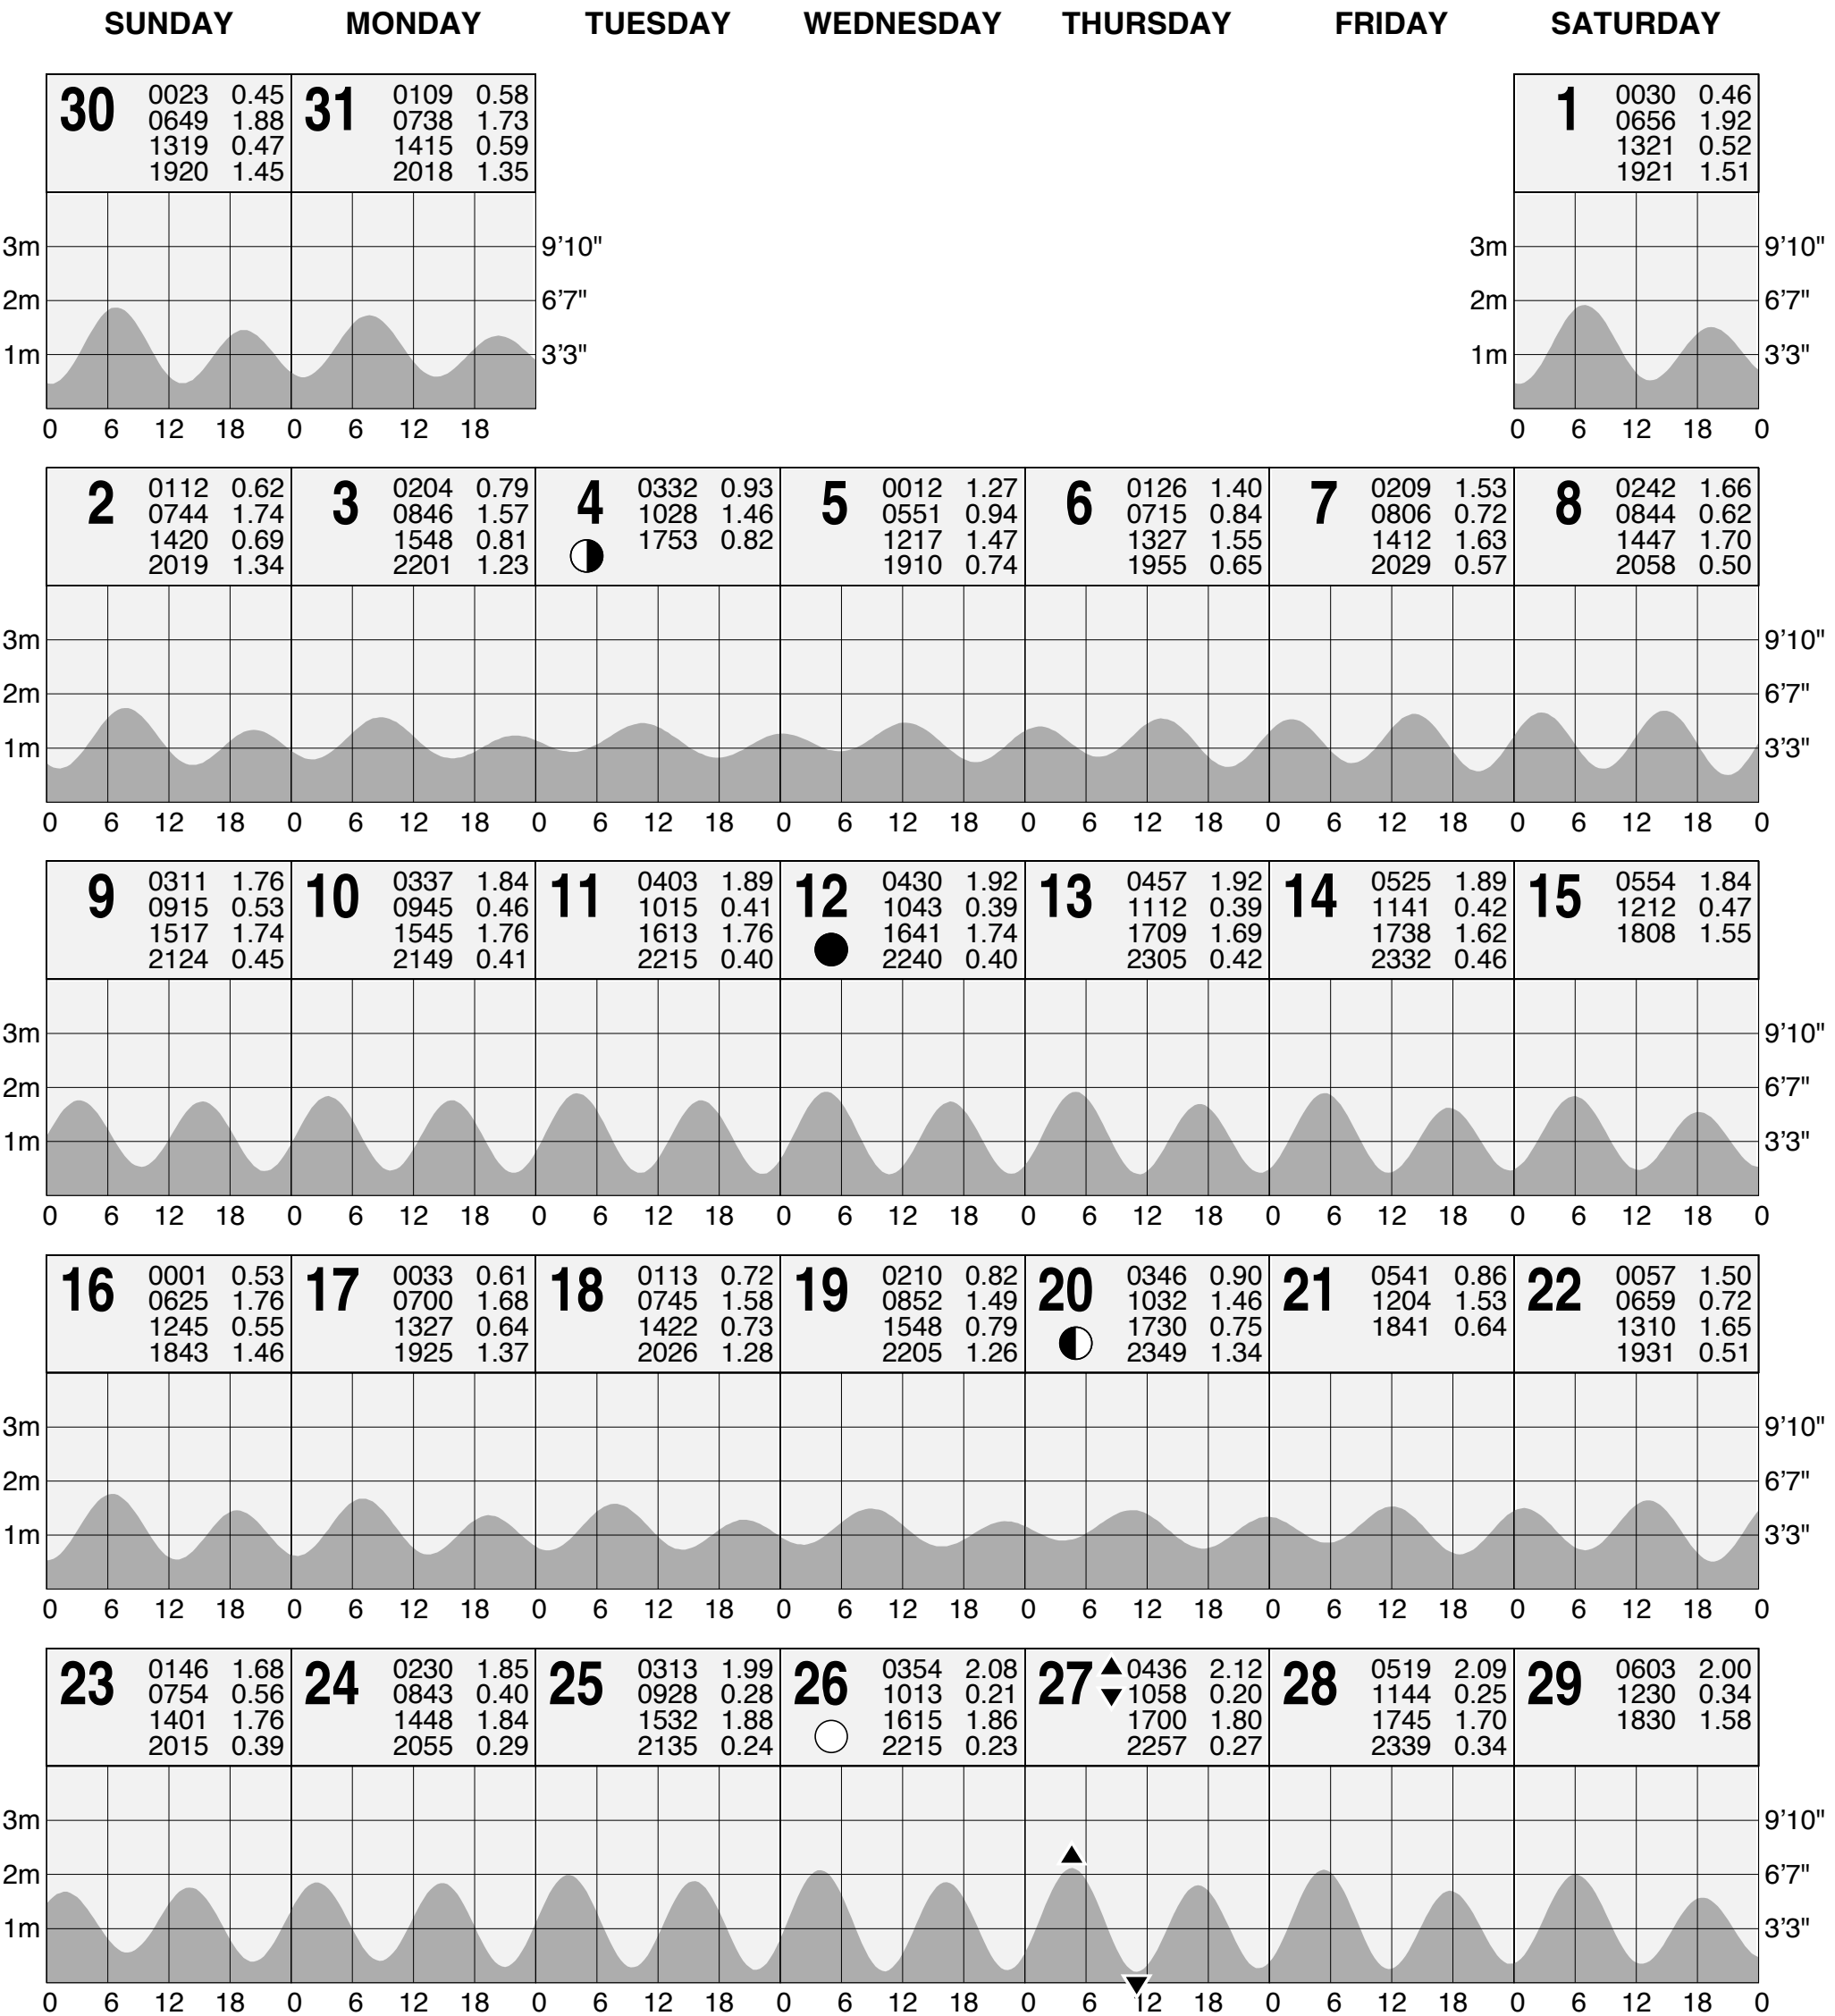 SUNDAY MONDAY TUESDAY WEDNESDAY THURSDAY FRIDAY SATURDAY
30 0023 0.45 31 0109 0.58 1 0030 0.46
0649 1.88 0738 1.73 0656 1.92
1319 0.47 1415 0.59 1321 0.52
1920 1.45 2018 1.35 1921 1.51
3m 9'10" 3m 9'10"
2m 6'7" 2m 6'7"
1m 3'3" 1m 3'3"
0 6 12 18 0 6 12 18 0 6 12 18 0
2 0112 0.62 3 0204 0.79 4 0332 0.93 5 0012 1.27 6 0126 1.40 7 0209 1.53 8 0242 1.66
0744 1.74 0846 1.57 1028 1.46 0551 0.94 0715 0.84 0806 0.72 0844 0.62
1420 0.69 1548 0.81 1753 0.82 1217 1.47 1327 1.55 1412 1.63 1447 1.70
2019 1.34 2201 1.23 1910 0.74 1955 0.65 2029 0.57 2058 0.50
3m 9'10"
2m 6'7"
1m 3'3"
0 6 12 18 0 6 12 18 0 6 12 18 0 6 12 18 0 6 12 18 0 6 12 18 0 6 12 18 0
9 0311 1.76 10 0337 1.84 11 0403 1.89 12 0430 1.92 13 0457 1.92 14 0525 1.89 15 0554 1.84
0915 0.53 0945 0.46 1015 0.41 1043 0.39 1112 0.39 1141 0.42 1212 0.47
1517 1.74 1545 1.76 1613 1.76 1641 1.74 1709 1.69 1738 1.62 1808 1.55
2124 0.45 2149 0.41 2215 0.40 2240 0.40 2305 0.42 2332 0.46
3m 9'10"
2m 6'7"
1m 3'3"
0 6 12 18 0 6 12 18 0 6 12 18 0 6 12 18 0 6 12 18 0 6 12 18 0 6 12 18 0
16 0001 0.53 17 0033 0.61 18 0113 0.72 19 0210 0.82 20 0346 0.90 21 0541 0.86 22 0057 1.50
0625 1.76 0700 1.68 0745 1.58 0852 1.49 1032 1.46 1204 1.53 0659 0.72
1245 0.55 1327 0.64 1422 0.73 1548 0.79 1730 0.75 1841 0.64 1310 1.65
1843 1.46 1925 1.37 2026 1.28 2205 1.26 2349 1.34 1931 0.51
3m 9'10"
2m 6'7"
1m 3'3"
0 6 12 18 0 6 12 18 0 6 12 18 0 6 12 18 0 6 12 18 0 6 12 18 0 6 12 18 0
23 0146 1.68 24 0230 1.85 25 0313 1.99 26 0354 2.08 27 0436 2.12 28 0519 2.09 29 0603 2.00
0754 0.56 0843 0.40 0928 0.28 1013 0.21 1058 0.20 1144 0.25 1230 0.34
1401 1.76 1448 1.84 1532 1.88 1615 1.86 1700 1.80 1745 1.70 1830 1.58
2015 0.39 2055 0.29 2135 0.24 2215 0.23 2257 0.27 2339 0.34
3m 9'10"
2m 6'7"
1m 3'3"
0 6 12 18 0 6 12 18 0 6 12 18 0 6 12 18 0 6 12 18 0 6 12 18 0 6 12 18 0